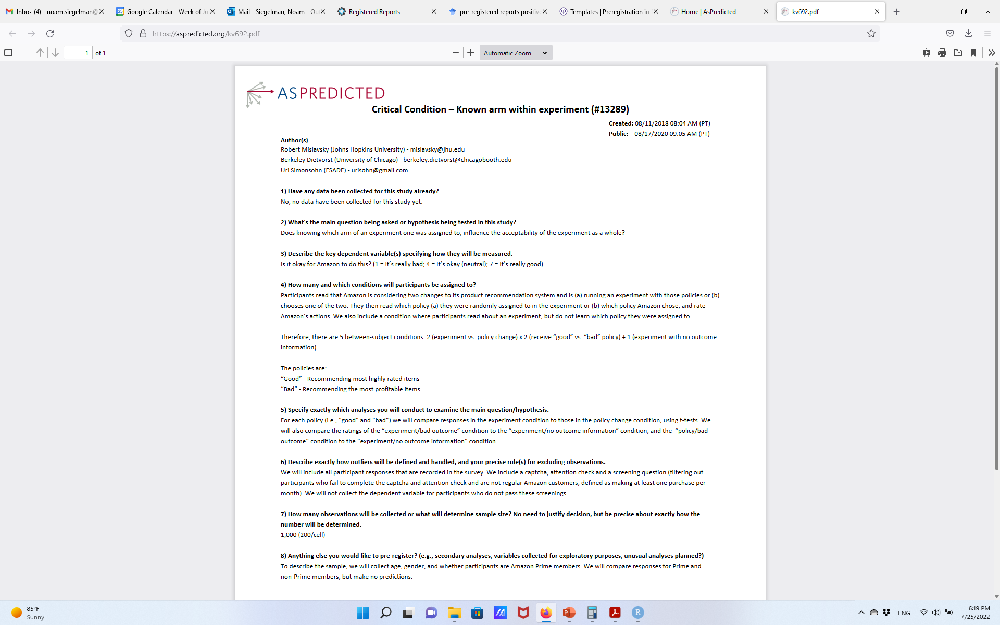 Inbox (4) - noam.siegelman@
Google Calendar - Week of Ju
Mail - Siegelman, Noam - Ou
Registered Reports
pre-registered reports positive
Templates | Preregistration in
Home | AsPredicted
kv692.pdf
https://aspredicted.org/kv692.pdf
1 of 1
Automatic Zoom
ASPREDICTED
Critical Condition – Known arm within experiment (#13289)
Created: 08/11/2018 08:04 AM (PT)
Public: 08/17/2020 09:05 AM (PT)
Author(s)
Robert Mislavsky (Johns Hopkins University) - mislavsky@jhu.edu
Berkeley Dietvorst (University of Chicago) - berkeley.dietvorst@chicagobooth.edu
Uri Simonsohn (ESADE) - urisohn@gmail.com
1) Have any data been collected for this study already?
No, no data have been collected for this study yet.
2) What's the main question being asked or hypothesis being tested in this study?
Does knowing which arm of an experiment one was assigned to, influence the acceptability of the experiment as a whole?
3) Describe the key dependent variable(s) specifying how they will be measured.
Is it okay for Amazon to do this? (1 = It’s really bad; 4 = It’s okay (neutral); 7 = It’s really good)
4) How many and which conditions will participants be assigned to?
Participants read that Amazon is considering two changes to its product recommendation system and is (a) running an experiment with those policies or (b)
chooses one of the two. They then read which policy (a) they were randomly assigned to in the experiment or (b) which policy Amazon chose, and rate
Amazon’s actions. We also include a condition where participants read about an experiment, but do not learn which policy they were assigned to.
Therefore, there are 5 between-subject conditions: 2 (experiment vs. policy change) x 2 (receive “good” vs. “bad” policy) + 1 (experiment with no outcome
information)
The policies are:
“Good” - Recommending most highly rated items
“Bad” - Recommending the most profitable items
5) Specify exactly which analyses you will conduct to examine the main question/hypothesis.
For each policy (i.e., “good” and “bad”) we will compare responses in the experiment condition to those in the policy change condition, using t-tests. We
will also compare the ratings of the “experiment/bad outcome” condition to the “experiment/no outcome information” condition, and the “policy/bad
outcome” condition to the “experiment/no outcome information” condition
6) Describe exactly how outliers will be defined and handled, and your precise rule(s) for excluding observations.
We will include all participant responses that are recorded in the survey. We include a captcha, attention check and a screening question (filtering out
participants who fail to complete the captcha and attention check and are not regular Amazon customers, defined as making at least one purchase per
month). We will not collect the dependent variable for participants who do not pass these screenings.
7) How many observations will be collected or what will determine sample size? No need to justify decision, but be precise about exactly how the
number will be determined.
1,000 (200/cell)
8) Anything else you would like to pre-register? (e.g., secondary analyses, variables collected for exploratory purposes, unusual analyses planned?)
To describe the sample, we will collect age, gender, and whether participants are Amazon Prime members. We will compare responses for Prime and
non-Prime members, but make no predictions.
85°F
Sunny
ENG
6:19 PM
7/25/2022